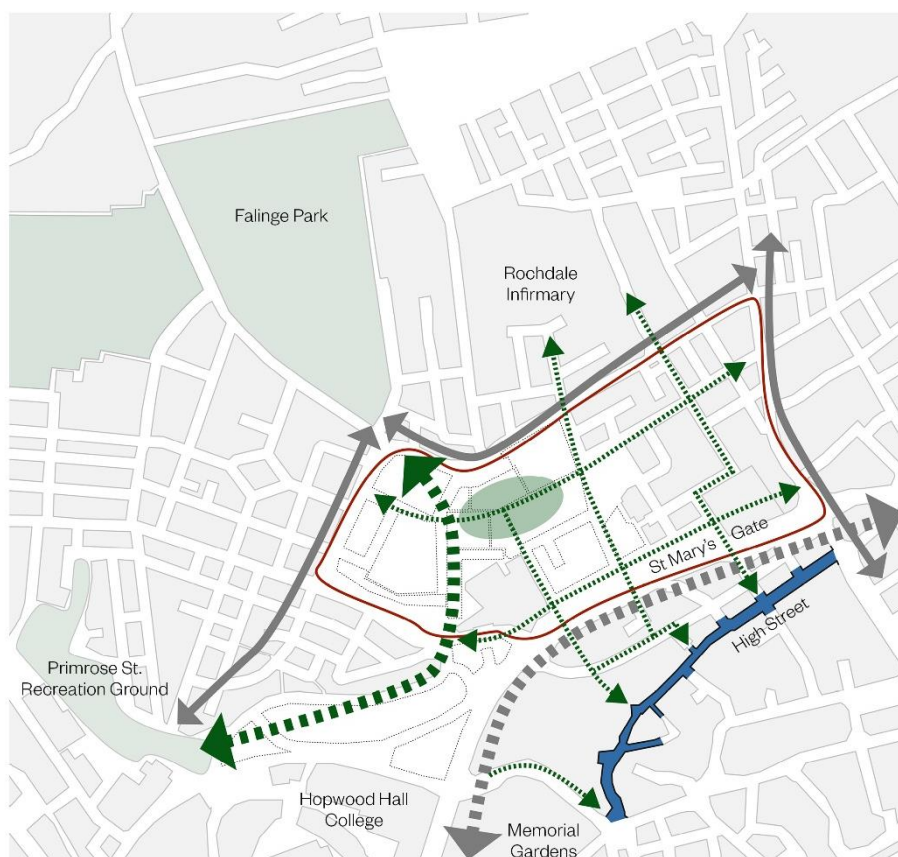 Falinge Park
Rochdale
Infirmary
St Mary's Gate
High Street
Primrose St.
Recreation Ground
Hopwood Hall
College
Memorial
Gardens